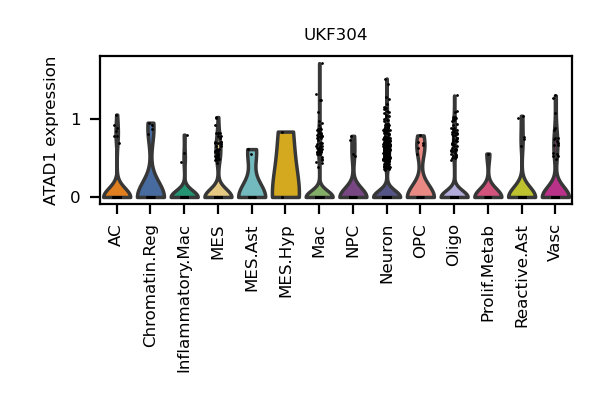 UKF304
ATAD1 expression
1
0
AC
Chromatin.Reg
Inflammatory.Mac
MES
MES.Ast
MES.Hyp
Mac
NPC
Neuron
OPC
Oligo
Prolif.Metab
Reactive.Ast
Vasc